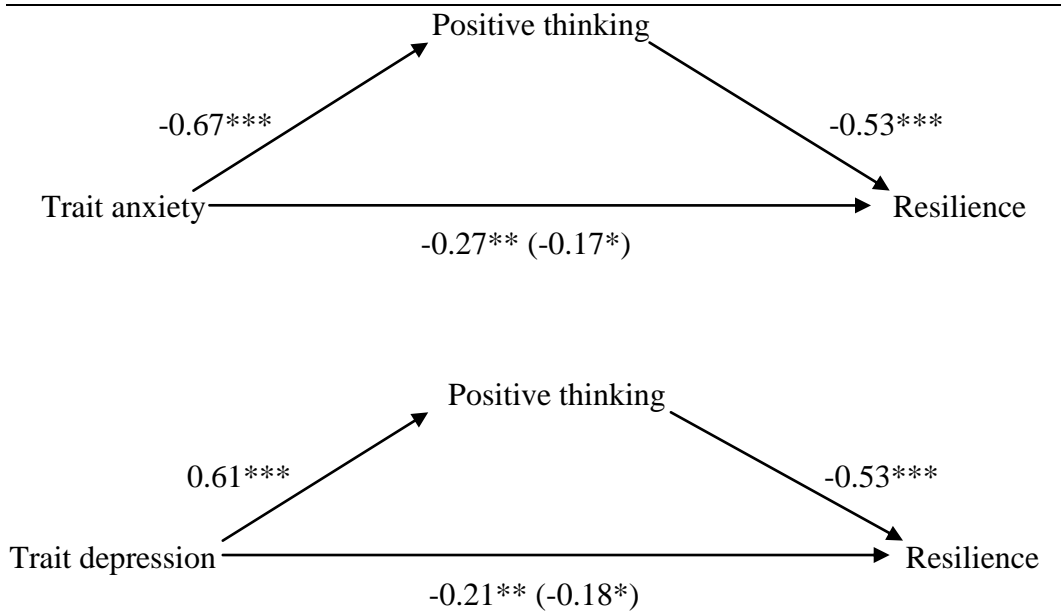 Positive thinking
-0.67***
-0.53***
Trait anxiety
Resilience
-0.27** (-0.17*)
Positive thinking
0.61***
-0.53***
Trait depression
Resilience
-0.21** (-0.18*)